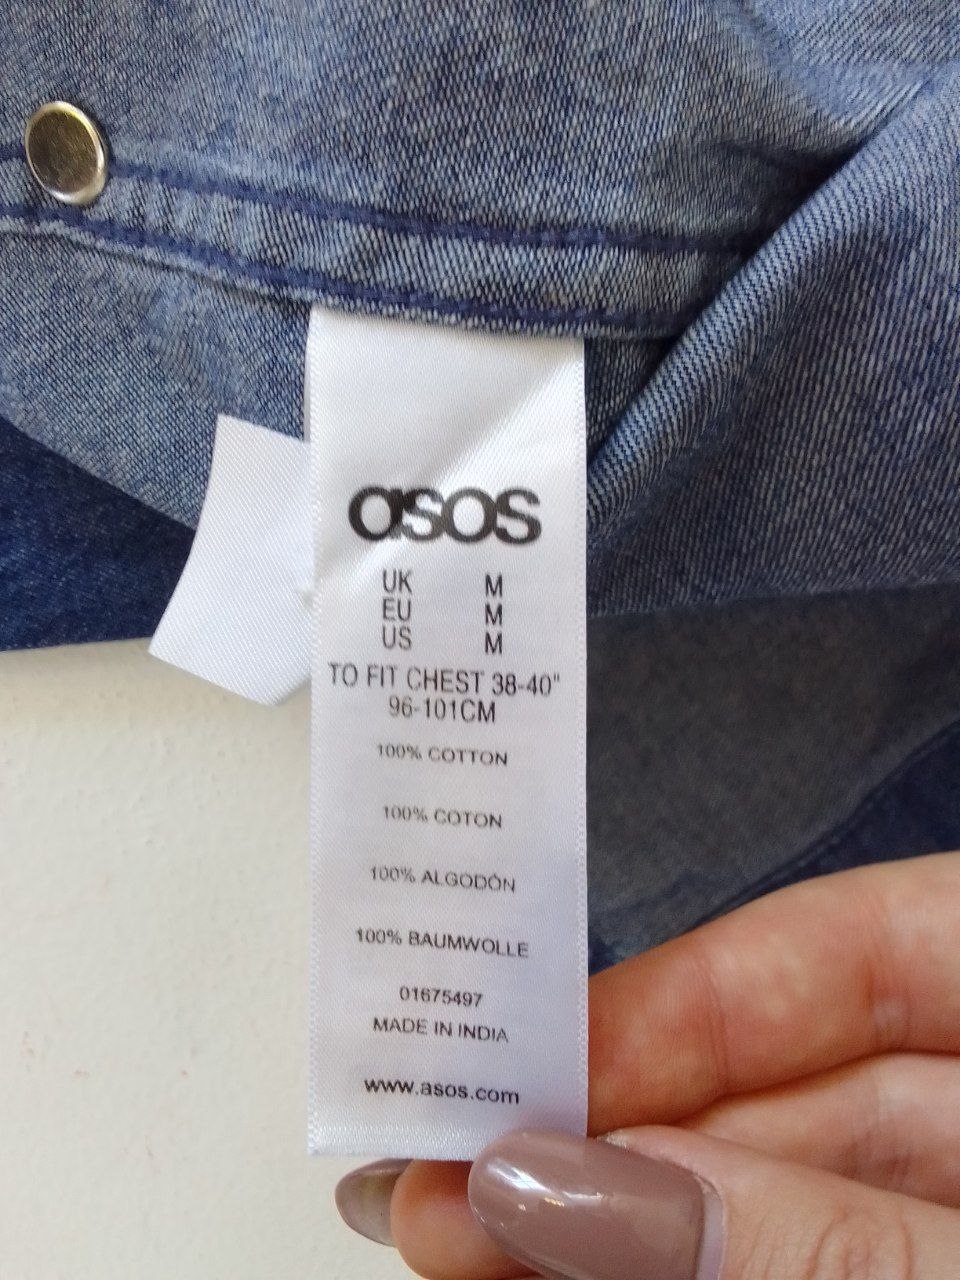 asos
UK M
EU M
US M
TO FIT CHEST 38-40"
96-101CM
100% COTTON
100% COTON
100% ALGODÓN
100% BAUMWOLLE
01675497
MADE IN INDIA
www.asos.com